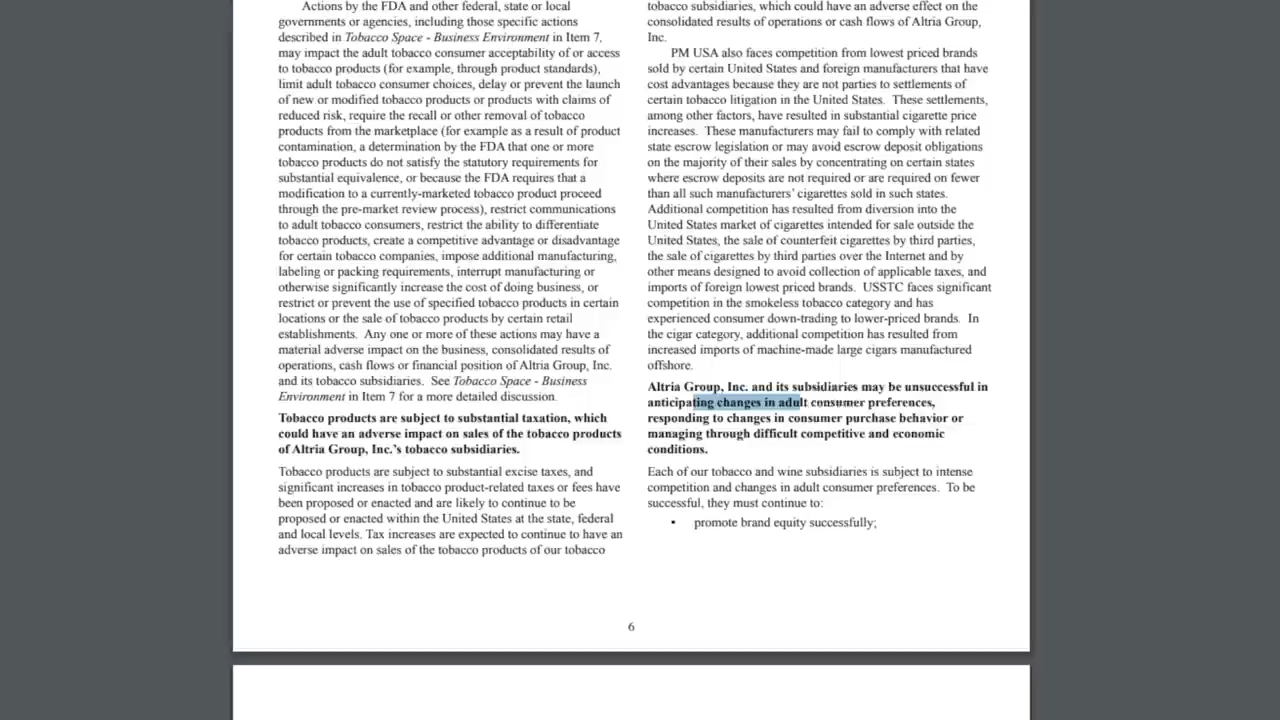 Actions by the FDA and other federal, state or local
governments or agencies, including those specific actions
described in Tobacco Space - Business Environment in Item 7,
may impact the adult tobacco consumer acceptability of or access
to tobacco products (for example, through product standards),
limit adult tobacco consumer choices, delay or prevent the launch
of new or modified tobacco products or products with claims of
reduced risk, require the recall or other removal of tobacco
products from the marketplace (for example as a result of product
contamination, a determination by the FDA that one or more
tobacco products do not satisfy the statutory requirements for
substantial equivalence, or because the FDA requires that a
modification to a currently-marketed tobacco product proceed
through the pre-market review process), restrict communications
to adult tobacco consumers, restrict the ability to differentiate
tobacco products, create a competitive advantage or disadvantage
for certain tobacco companies, impose additional manufacturing,
labeling or packing requirements, interrupt manufacturing or
otherwise significantly increase the cost of doing business, or
restrict or prevent the use of specified tobacco products in certain
locations or the sale of tobacco products by certain retail
establishments.  Any one or more of these actions may have a
material adverse impact on the business, consolidated results of
operations, cash flows or financial position of Altria Group, Inc.
and its tobacco subsidiaries.  See Tobacco Space - Business
Environment in Item 7 for a more detailed discussion.
Tobacco products are subject to substantial taxation, which
could have an adverse impact on sales of the tobacco products
of Altria Group, Inc.'s tobacco subsidiaries.
Tobacco products are subject to substantial excise taxes, and
significant increases in tobacco product-related taxes or fees have
been proposed or enacted and are likely to continue to be
proposed or enacted within the United States at the state, federal
and local levels. Tax increases are expected to continue to have an
adverse impact on sales of the tobacco products of our tobacco
tobacco subsidiaries, which could have an adverse effect on the
consolidated results of operations or cash flows of Altria Group,
Inc.
PM USA also faces competition from lowest priced brands
sold by certain United States and foreign manufacturers that have
cost advantages because they are not parties to settlements of
certain tobacco litigation in the United States.  These settlements,
among other factors, have resulted in substantial cigarette price
increases.  These manufacturers may fail to comply with related
state escrow legislation or may avoid escrow deposit obligations
on the majority of their sales by concentrating on certain states
where escrow deposits are not required or are required on fewer
than all such manufacturers' cigarettes sold in such states.
Additional competition has resulted from diversion into the
United States market of cigarettes intended for sale outside the
United States, the sale of counterfeit cigarettes by third parties,
the sale of cigarettes by third parties over the Internet and by
other means designed to avoid collection of applicable taxes, and
imports of foreign lowest priced brands.  USSTC faces significant
competition in the smokeless tobacco category and has
experienced consumer down-trading to lower-priced brands.  In
the cigar category, additional competition has resulted from
increased imports of machine-made large cigars manufactured
offshore.
Altria Group, Inc. and its subsidiaries may be unsuccessful in
anticipating changes in adult consumer preferences,
responding to changes in consumer purchase behavior or
managing through difficult competitive and economic
conditions.
Each of our tobacco and wine subsidiaries is subject to intense
competition and changes in adult consumer preferences.  To be
successful, they must continue to:
• promote brand equity successfully;
6